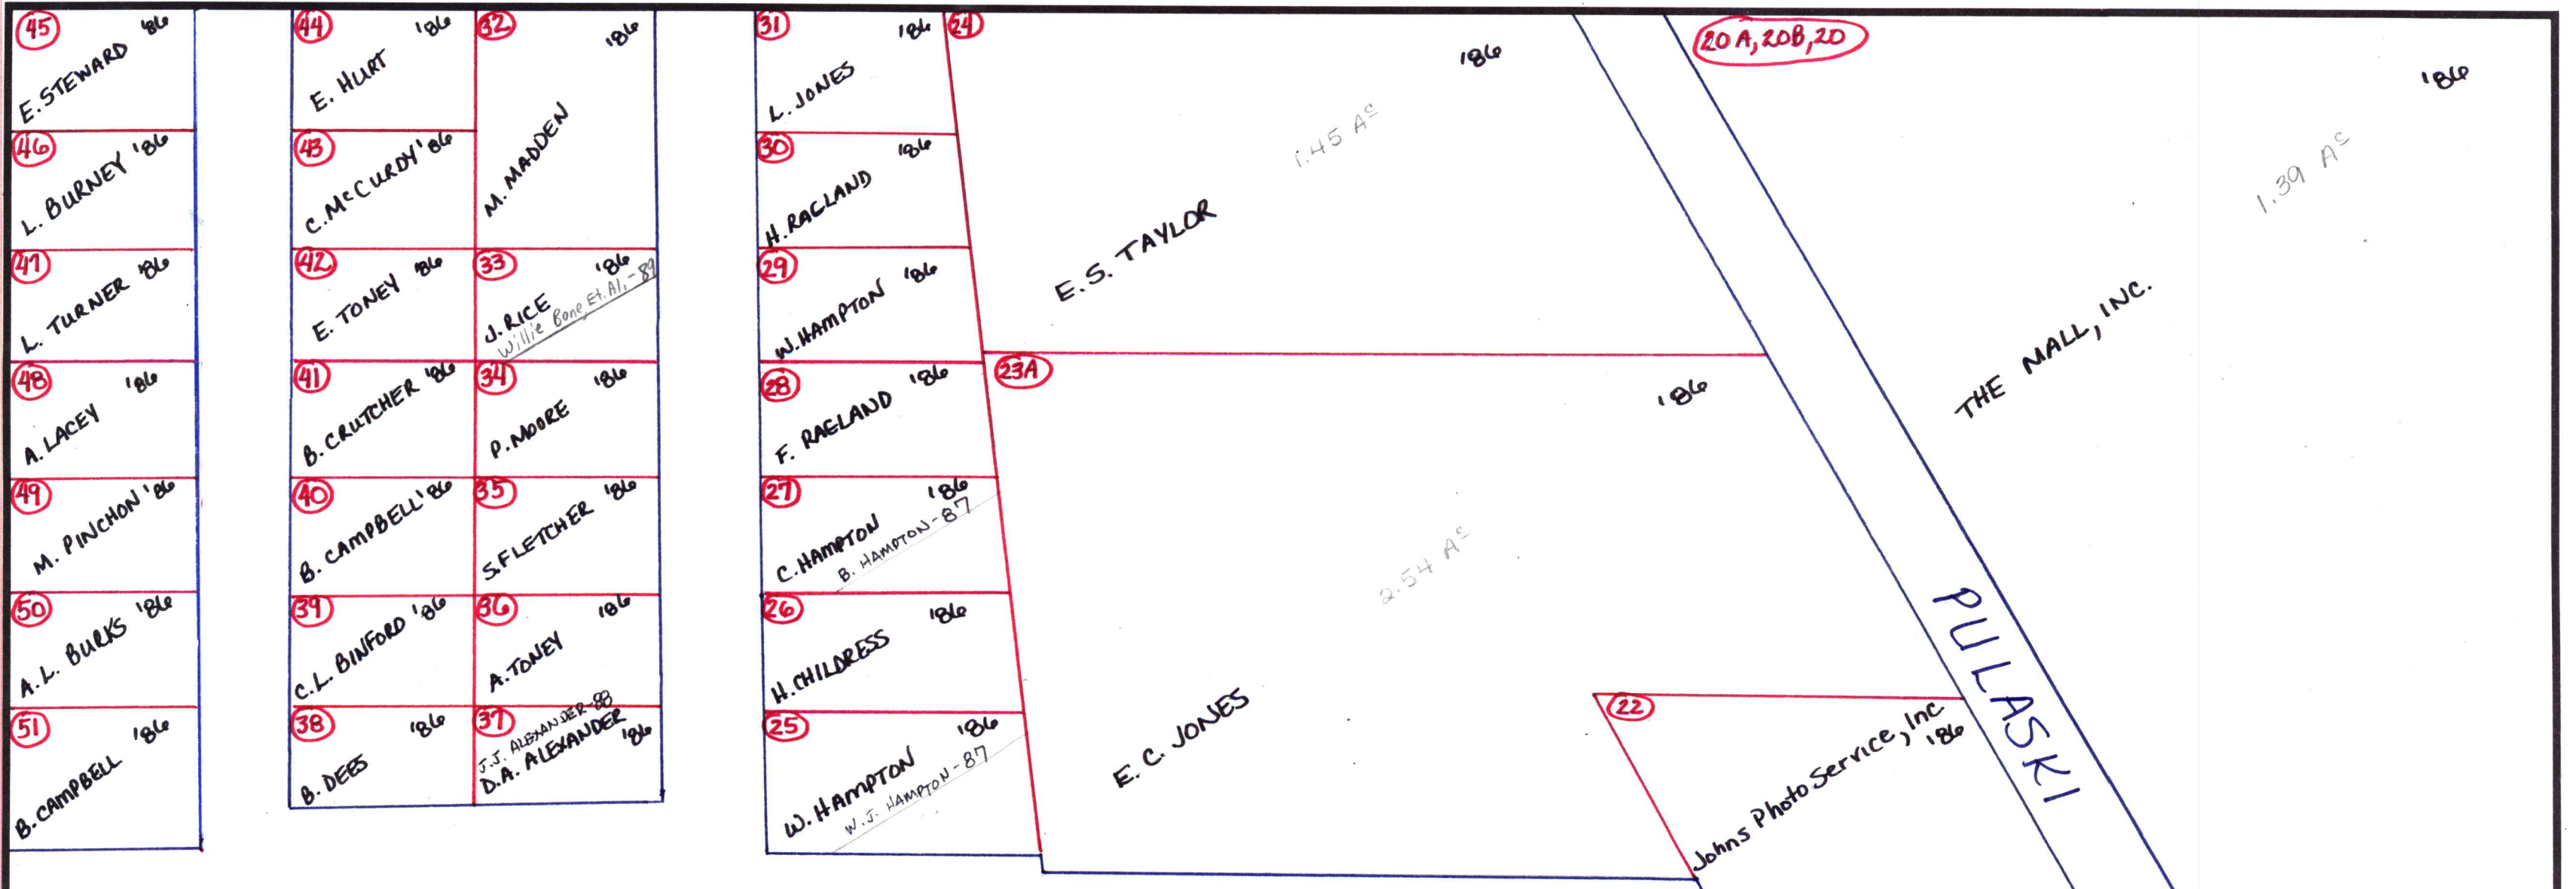 45 '86
E. STEWARD
46
L. BURNEY '86
47
L. TURNER '86
48 '86
A. LACEY
49
M. PINCHON '86
50
A. L. BURKS '86
51
B. CAMPBELL '86
44 '86
E. HURT
43
C. McCURDY '86
42
E. TONEY '86
41
B. CRUTCHER '86
40
B. CAMPBELL '86
39
C. L. BINFORD '86
38 '86
B. DEES
32 '86
M. MADDEN
33 '86
J. RICE
Willie Bone, Et. Al, - 89
34 '86
P. MOORE
35 '86
S. FLETCHER
36 '86
A. TONEY
37
J.J. ALEXANDER-88
D.A. ALEXANDER
'86
31 '86
L. JONES
30 '86
H. RAGLAND
29
W. HAMPTON '86
28 '86
F. RAGLAND
27 '86
C. HAMPTON
B. HAMPTON-87
26 '86
H. CHILDRESS
25 '86
W. HAMPTON
W. J. HAMPTON-87
24 '86
1.45 Ac
E. S. TAYLOR
23A '86
2.54 Ac
E. C. JONES
22
Johns Photo Service, Inc.
'86
PULASKI
20 A, 20B, 20
'86
1.39 Ac
THE MALL, INC.